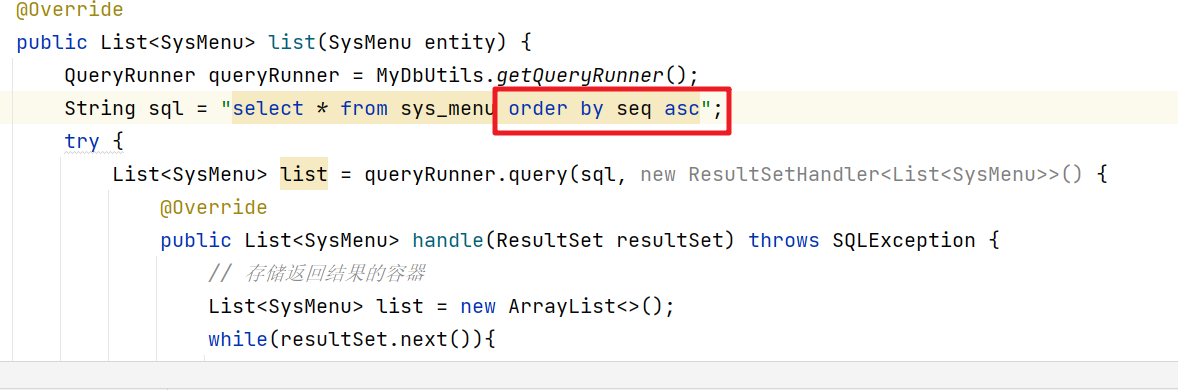 @Override
public List<SysMenu> list(SysMenu entity) {
QueryRunner queryRunner = MyDbUtils.getQueryRunner();
String sql = "select * from sys_menu order by seq asc";
try {
List<SysMenu> list = queryRunner.query(sql, new ResultSetHandler<List<SysMenu>>() {
@Override
public List<SysMenu> handle(ResultSet resultSet) throws SQLException {
// 存储返回结果的容器
List<SysMenu> list = new ArrayList<>();
while(resultSet.next()){